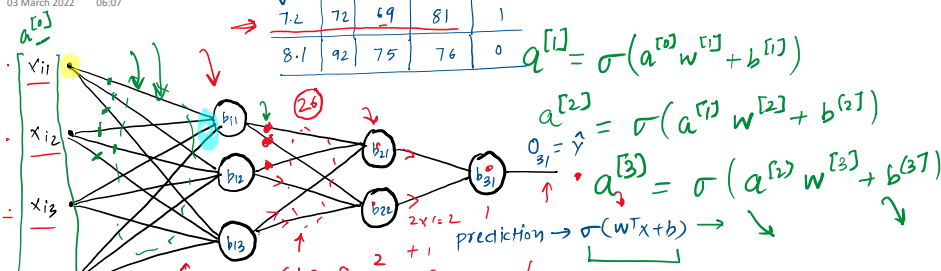 03 March 2022 06:07
a[0]
7.2 72 69 81 1
8.1 92 75 76 0
a[1] = σ(a[0] w[1] + b[1])
xi1
b11
26
a[2] = σ(a[1] w[2] + b[2])
xi2
b21
O31 = ŷ
b12
b31
a[3] = σ(a[2] w[3] + b[3])
xi3
b22
2x1=2
1
prediction → σ(wTx+b) →
b13
2 + 1